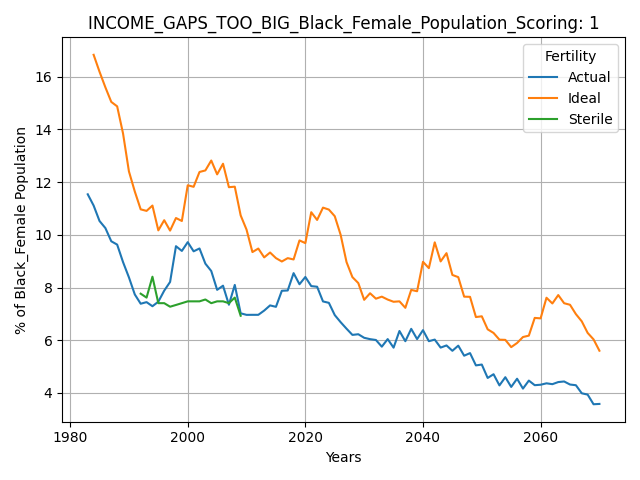 INCOME_GAPS_TOO_BIG_Black_Female_Population_Scoring: 1
Fertility
Actual
Ideal
Sterile
% of Black_Female Population
16
14
12
10
8
6
4
1980
2000
2020
2040
2060
Years